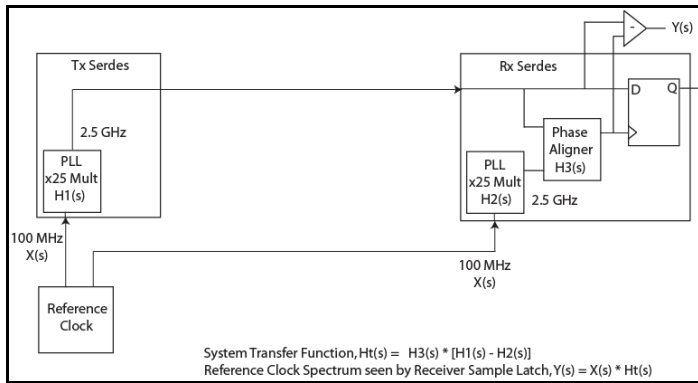 Y(s)
-
Tx Serdes
2.5 GHz
PLL
x25 Mult
H1(s)
100 MHz
X(s)
Reference
Clock
Rx Serdes
D Q
Phase
Aligner
H3(s)
PLL
x25 Mult
H2(s)
2.5 GHz
100 MHz
X(s)
System Transfer Function, Ht(s) = H3(s) * [H1(s) - H2(s)]
Reference Clock Spectrum seen by Receiver Sample Latch, Y(s) = X(s) * Ht(s)